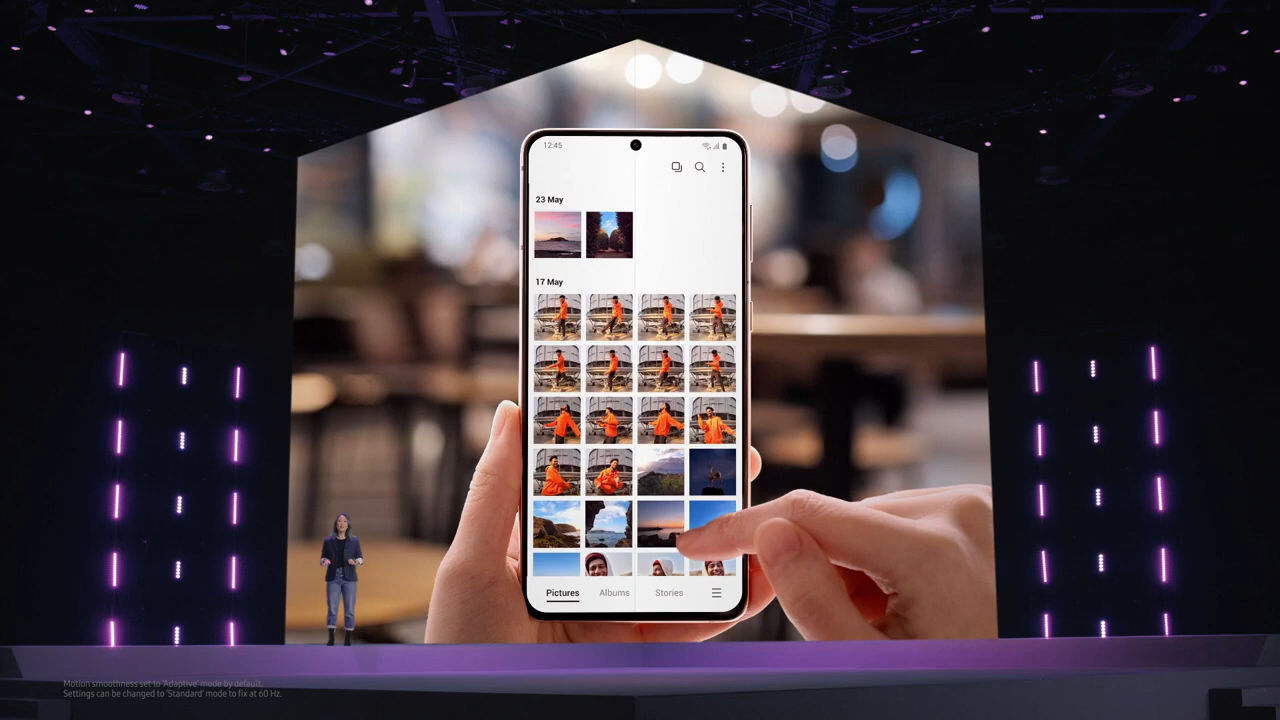 12:45
23 May
17 May
Pictures Albums Stories
Motion smoothness set to 'Adaptive' mode by default.
Settings can be changed to 'Standard' mode to fix at 60 Hz.